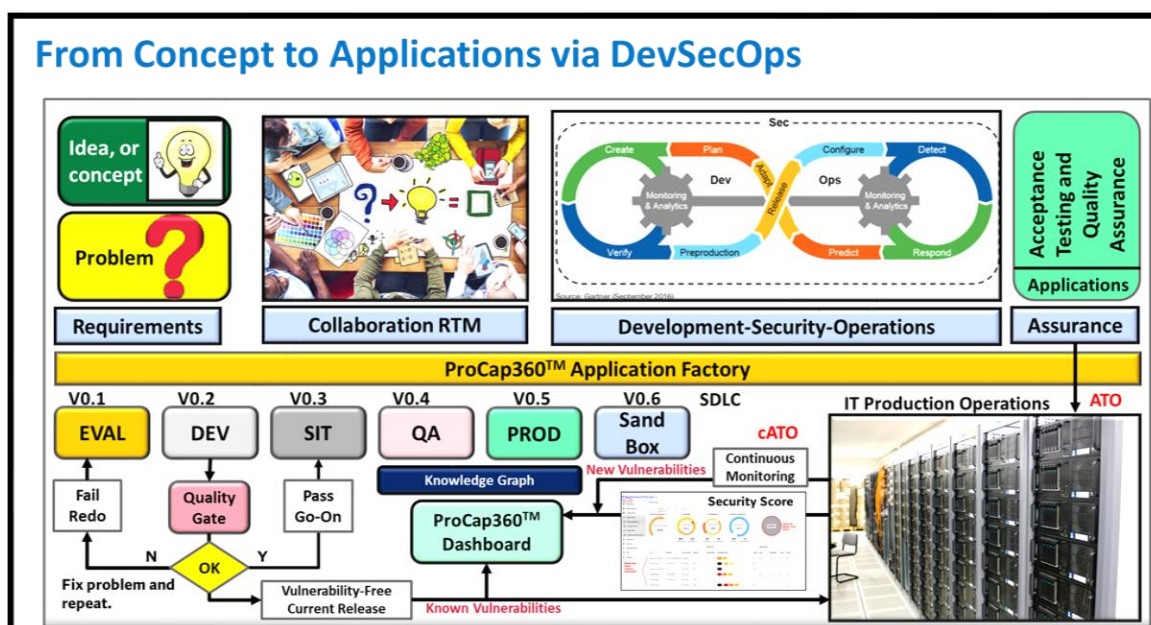 From Concept to Applications via DevSecOps
Idea, or
concept
Problem
Requirements
Collaboration RTM
Sec
Create
Plan
Configure
Detect
Dev
Adapt
Release
Ops
Monitoring
& Analytics
Monitoring
& Analytics
Verify
Preproduction
Predict
Respond
Source: Gartner (September 2016)
Development-Security-Operations
Acceptance
Testing and
Quality
Assurance
Applications
Assurance
ProCap360TM Application Factory
V0.1
V0.2
V0.3
V0.4
V0.5
V0.6
SDLC
EVAL
DEV
SIT
QA
PROD
Sand
Box
IT Production Operations
ATO
cATO
Continuous
Monitoring
New Vulnerabilities
Knowledge Graph
Security Score
ProCap360TM
Dashboard
Fail
Redo
Quality
Gate
Pass
Go-On
N
OK
Y
Fix problem and
repeat.
Vulnerability-Free
Current Release
Known Vulnerabilities